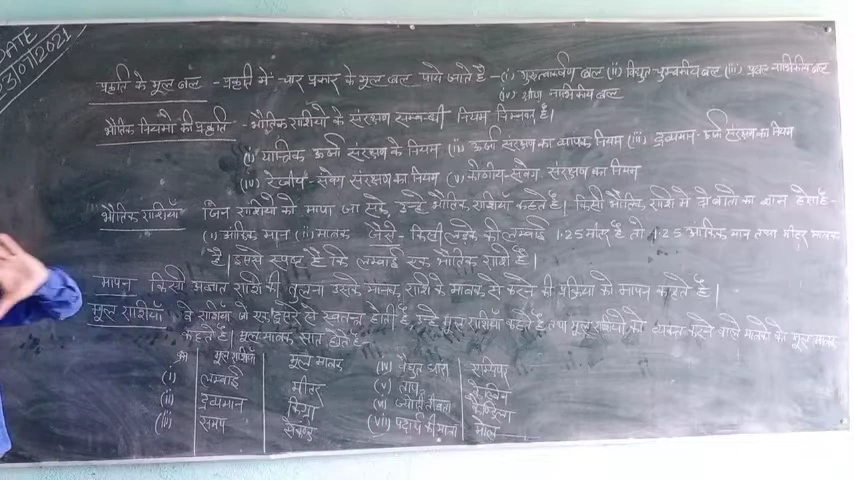 DATE
3/07/2021
प्रकृति के मूल बल - प्रकृति में चार प्रकार के मूल बल पाये जाते है - (i) गुरुत्वाकर्षण बल (ii) विद्युत चुम्बकीय बल (iii) प्रबल नाभिकीय बल
(iv) क्षीण नाभिकीय बल
भौतिक नियमों की प्रकृति - भौतिक राशियों के संरक्षण सम्बन्धी नियम निम्नवत् है।
(i) यान्त्रिक ऊर्जा संरक्षण के नियम (ii) ऊर्जा संरक्षण का व्यापक नियम (iii) द्रव्यमान-ऊर्जा संरक्षण का नियम
(iv) रेखीय-संवेग संरक्षण का नियम (v) कोणीय-संवेग संरक्षण का नियम
भौतिक राशियाँ जिन राशियों को मापा जा सके, उन्हें भौतिक राशियाँ कहते है। किसी भौतिक राशि में दो बातों का ज्ञान होता है -
(i) आंकिक मान (ii) मात्रक जैसे - किसी लड़के की लम्बाई 1.25 मीटर है तो 1.25 आंकिक मान तथा मीटर मात्रक
है। इससे स्पष्ट है कि लम्बाई एक भौतिक राशि है।
मापन किसी अज्ञात राशि की तुलना उसके मानक राशि के मात्रक से करने की प्रक्रिया को मापन कहते है।
मूल राशियाँ वे राशियाँ जो एक दूसरे से स्वतन्त्र होती है मूल राशियाँ कहते है तथा मूल राशियों को व्यक्त करने वाले मात्रकों को मूल मात्रक
कहते है। मूल मात्रक सात होते है -
क्र० मूल राशियाँ मूल मात्रक (iv) वैद्युत धारा एम्पियर
(i) लम्बाई मीटर (v) ताप केल्विन
(ii) द्रव्यमान किग्रा (vi) ज्योति तीव्रता कैण्डिला
(iii) समय सेकण्ड (vii) पदार्थ की मात्रा मोल